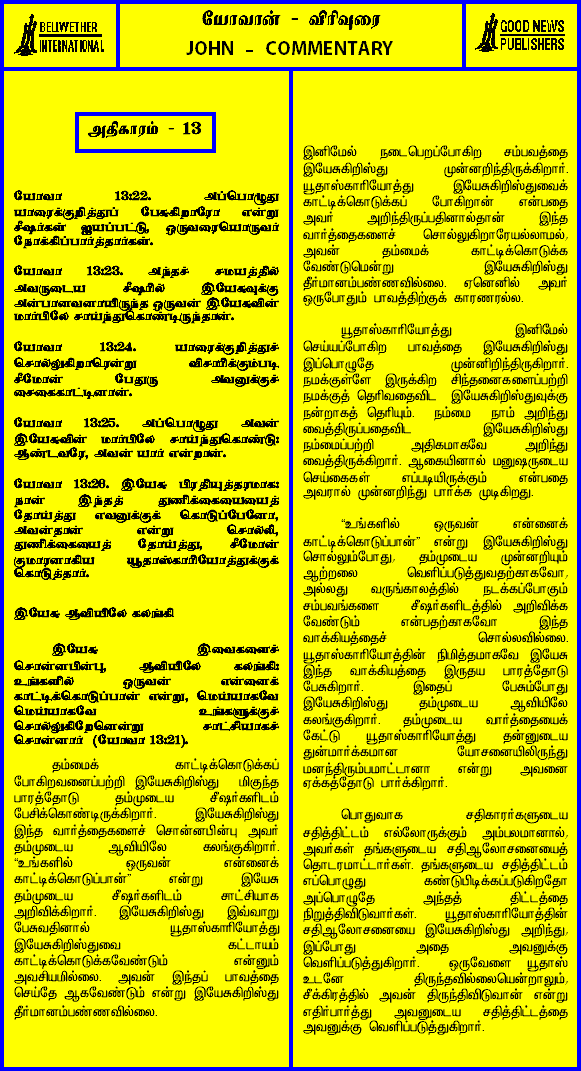 BELLWETHER
INTERNATIONAL
யோவான் - விரிவுரை
JOHN - COMMENTARY
GOOD NEWS
PUBLISHERS
அதிகாரம் - 13
யோவா 13:22. அப்பொழுது
யாரைக்குறித்துப் பேசுகிறாரோ என்று
சீஷர்கள் ஐயப்பட்டு, ஒருவரையொருவர்
நோக்கிப்பார்த்தார்கள்.
யோவா 13:23. அந்தச் சமயத்தில்
அவருடைய சீஷரில் இயேசுவுக்கு
அன்பானவனாயிருந்த ஒருவன் இயேசுவின்
மார்பிலே சாய்ந்துகொண்டிருந்தான்.
யோவா 13:24. யாரைக்குறித்துச்
சொல்லுகிறாரென்று விசாரிக்கும்படி
சீமோன் பேதுரு அவனுக்குச்
சைகைகாட்டினான்.
யோவா 13:25. அப்பொழுது அவன்
இயேசுவின் மார்பிலே சாய்ந்துகொண்டு:
ஆண்டவரே, அவன் யார் என்றான்.
யோவா 13:26. இயேசு பிரதியுத்தரமாக:
நான் இந்தத் துணிக்கையைத்
தோய்த்து எவனுக்குக் கொடுப்பேனோ,
அவன்தான் என்று சொல்லி,
துணிக்கையைத் தோய்த்து, சீமோன்
குமாரனாகிய யூதாஸ்காரியோத்துக்குக்
கொடுத்தார்.
இயேசு ஆவியிலே கலங்கி
இயேசு இவைகளைச்
சொன்னபின்பு, ஆவியிலே கலங்கி:
உங்களில் ஒருவன் என்னைக்
காட்டிக்கொடுப்பான் என்று, மெய்யாகவே
மெய்யாகவே உங்களுக்குச்
சொல்லுகிறேனென்று சாட்சியாகச்
சொன்னார் (யோவா 13:21).
தம்மைக் காட்டிக்கொடுக்கப்
போகிறவனைப்பற்றி இயேசுகிறிஸ்து மிகுந்த
பாரத்தோடு தம்முடைய சீஷர்களிடம்
பேசிக்கொண்டிருக்கிறார். இயேசுகிறிஸ்து
இந்த வார்த்தைகளைச் சொன்னபின்பு அவர்
தம்முடைய ஆவியிலே கலங்குகிறார்.
“உங்களில் ஒருவன் என்னைக்
காட்டிக்கொடுப்பான்” என்று இயேசு
தம்முடைய சீஷர்களிடம் சாட்சியாக
அறிவிக்கிறார். இயேசுகிறிஸ்து இவ்வாறு
பேசுவதினால் யூதாஸ்காரியோத்து
இயேசுகிறிஸ்துவை கட்டாயம்
காட்டிக்கொடுக்கவேண்டும் என்னும்
அவசியமில்லை. அவன் இந்தப் பாவத்தை
செய்தே ஆகவேண்டும் என்று இயேசுகிறிஸ்து
தீர்மானம்பண்ணவில்லை.
இனிமேல் நடைபெறப்போகிற சம்பவத்தை
இயேசுகிறிஸ்து முன்னறிந்திருக்கிறார்.
யூதாஸ்காரியோத்து இயேசுகிறிஸ்துவைக்
காட்டிக்கொடுக்கப் போகிறான் என்பதை
அவர் அறிந்திருப்பதினால்தான் இந்த
வார்த்தைகளைச் சொல்லுகிறாரேயல்லாமல்,
அவன் தம்மைக் காட்டிக்கொடுக்க
வேண்டுமென்று இயேசுகிறிஸ்து
தீர்மானம்பண்ணவில்லை. ஏனெனில் அவர்
ஒருபோதும் பாவத்திற்குக் காரணரல்ல.
யூதாஸ்காரியோத்து இனிமேல்
செய்யப்போகிற பாவத்தை இயேசுகிறிஸ்து
இப்பொழுதே முன்னறிந்திருகிறார்.
நமக்குள்ளே இருக்கிற சிந்தனைகளைப்பற்றி
நமக்குத் தெரிவதைவிட இயேசுகிறிஸ்துவுக்கு
நன்றாகத் தெரியும். நம்மை நாம் அறிந்து
வைத்திருப்பதைவிட இயேசுகிறிஸ்து
நம்மைப்பற்றி அதிகமாகவே அறிந்து
வைத்திருக்கிறார். ஆகையினால் மனுஷருடைய
செய்கைகள் எப்படியிருக்கும் என்பதை
அவரால் முன்னறிந்து பார்க்க முடிகிறது.
“உங்களில் ஒருவன் என்னைக்
காட்டிக்கொடுப்பான்” என்று இயேசுகிறிஸ்து
சொல்லும்போது, தம்முடைய முன்னறியும்
ஆற்றலை வெளிப்படுத்துவதற்காகவோ,
அல்லது வருங்காலத்தில் நடக்கப்போகும்
சம்பவங்களை சீஷர்களிடத்தில் அறிவிக்க
வேண்டும் என்பதற்காகவோ இந்த
வாக்கியத்தைச் சொல்லவில்லை.
யூதாஸ்காரியோத்தின் நிமித்தமாகவே இயேசு
இந்த வாக்கியத்தை இருதய பாரத்தோடு
பேசுகிறார். இதைப் பேசும்போது
இயேசுகிறிஸ்து தம்முடைய ஆவியிலே
கலங்குகிறார். தம்முடைய வார்த்தையைக்
கேட்டு யூதாஸ்காரியோத்து தன்னுடைய
துன்மார்க்கமான யோசனையிலிருந்து
மனந்திரும்பமாட்டானா என்று அவனை
ஏக்கத்தோடு பார்க்கிறார்.
பொதுவாக சதிகாரர்களுடைய
சதித்திட்டம் எல்லோருக்கும் அம்பலமானால்,
அவர்கள் தங்களுடைய சதிஆலோசனையைத்
தொடரமாட்டார்கள். தங்களுடைய சதித்திட்டம்
எப்பொழுது கண்டுபிடிக்கப்படுகிறதோ
அப்பொழுதே அந்தத் திட்டத்தை
நிறுத்திவிடுவார்கள். யூதாஸ்காரியோத்தின்
சதிஆலோசனையை இயேசுகிறிஸ்து அறிந்து,
இப்போது அதை அவனுக்கு
வெளிப்படுத்துகிறார். ஒருவேளை யூதாஸ்
உடனே திருந்தவில்லையென்றாலும்,
சீக்கிரத்தில் அவன் திருந்திவிடுவான் என்று
எதிர்பார்த்து அவனுடைய சதித்திட்டத்தை
அவனுக்கு வெளிப்படுத்துகிறார்.